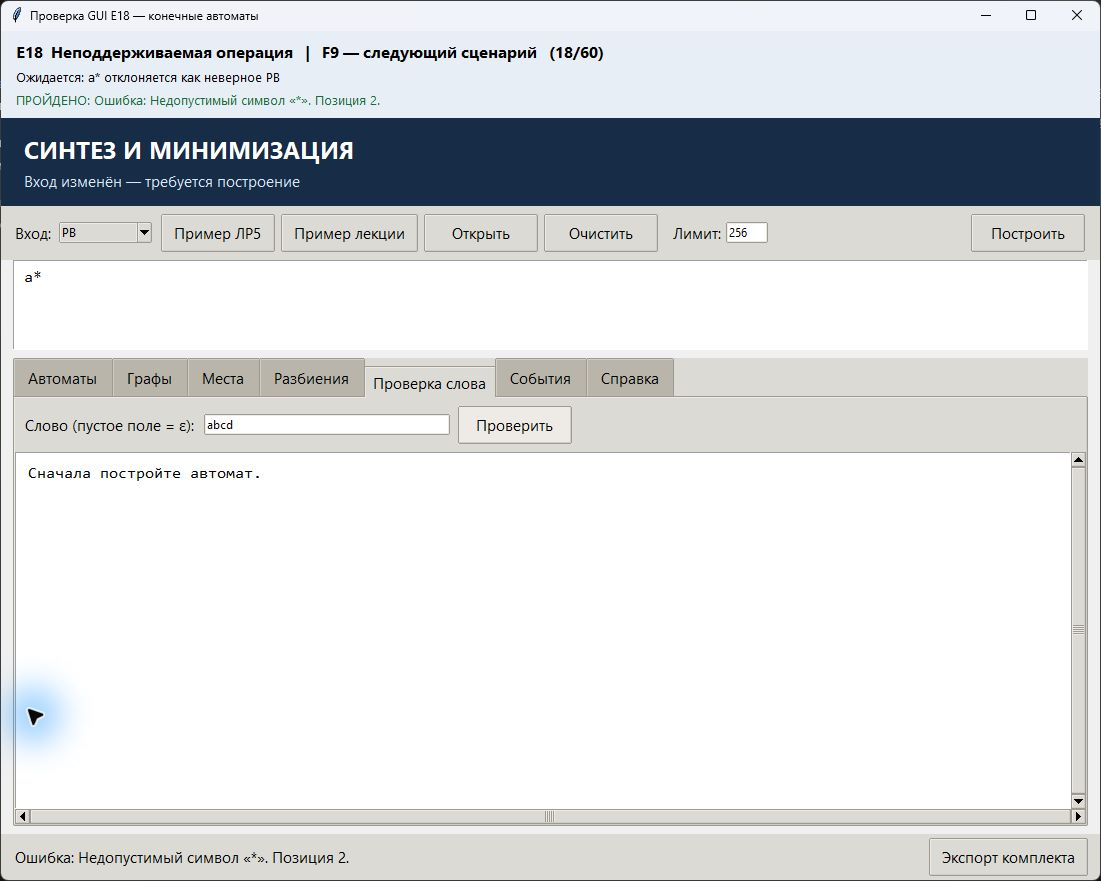 Проверка GUI E18 — конечные автоматы
E18 Неподдерживаемая операция | F9 — следующий сценарий (18/60)
Ожидается: a* отклоняется как неверное РВ
ПРОЙДЕНО: Ошибка: Недопустимый символ «*». Позиция 2.
СИНТЕЗ И МИНИМИЗАЦИЯ
Вход изменён — требуется построение
Вход: РВ Пример ЛР5 Пример лекции Открыть Очистить Лимит: 256 Построить
a*
Автоматы Графы Места Разбиения Проверка слова События Справка
Слово (пустое поле = ε): abcd Проверить
Сначала постройте автомат.
Ошибка: Недопустимый символ «*». Позиция 2. Экспорт комплекта